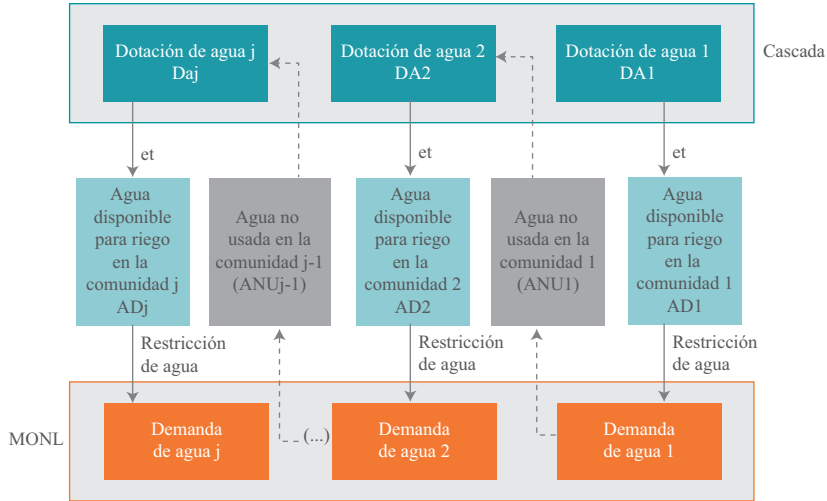 Dotación de agua j
Daj
Dotación de agua 2
DA2
Dotación de agua 1
DA1
Cascada
et
et
et
Agua
disponible
para riego
en la
comunidad j
ADj
Agua no
usada en la
comunidad j-1
(ANUj-1)
Agua
disponible
para riego
en la
comunidad 2
AD2
Agua no
usada en la
comunidad 1
(ANU1)
Agua
disponible
para riego
en la
comunidad 1
AD1
Restricción
de agua
Restricción
de agua
Restricción
de agua
MONL
Demanda
de agua j
(...)
Demanda
de agua 2
Demanda
de agua 1